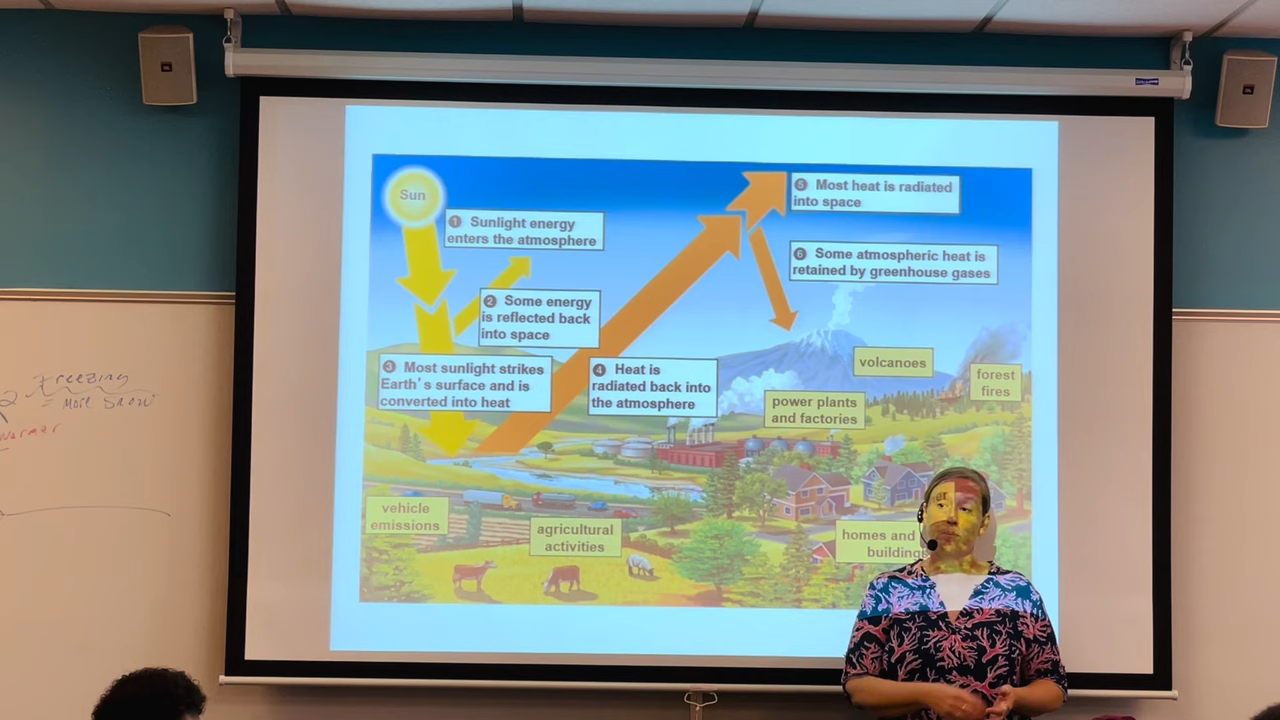 Sun
❶ Sunlight energy
enters the atmosphere
❷ Some energy
is reflected back
into space
❸ Most sunlight strikes
Earth's surface and is
converted into heat
❹ Heat is
radiated back into
the atmosphere
❺ Most heat is radiated
into space
❻ Some atmospheric heat is
retained by greenhouse gases
volcanoes
forest
fires
power plants
and factories
vehicle
emissions
agricultural
activities
homes and
buildings
Freezing
= More Snow
warmer